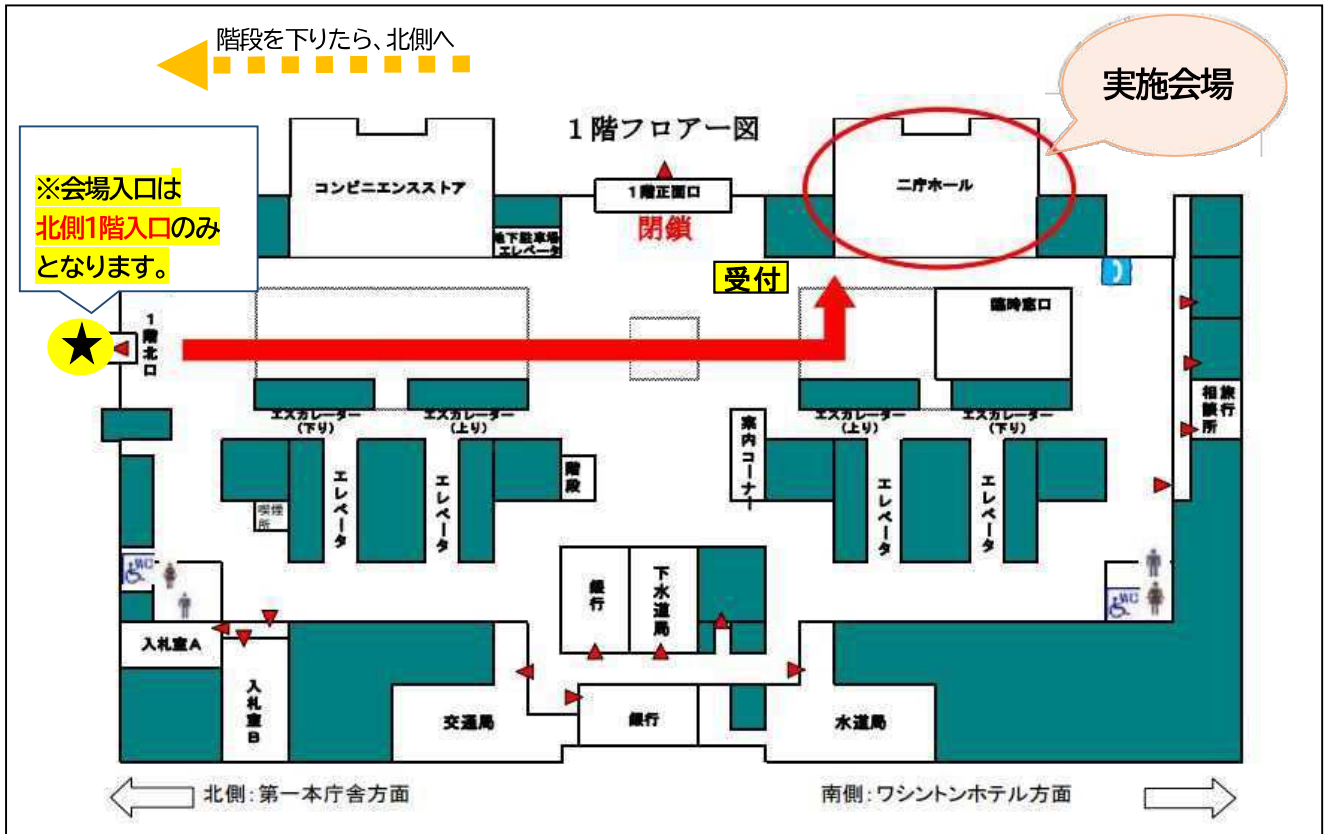 階段を下りたら、北側へ
実施会場
1階フロアー図
※会場入口は
北側1階入口のみ
となります。
コンビニエンスストア
1階正面口
閉鎖
二庁ホール
地下駐車場
エレベータ
受付
臨時窓口
1階北口
エスカレーター
(下り)
エスカレーター
(上り)
エスカレーター
(上り)
エスカレーター
(下り)
旅行
相談所
案内コーナー
階段
エレベータ
エレベータ
エレベータ
エレベータ
喫煙
所
WC
銀行
下水道局
WC
入札室A
入札室B
交通局
銀行
水道局
北側:第一本庁舎方面
南側:ワシントンホテル方面